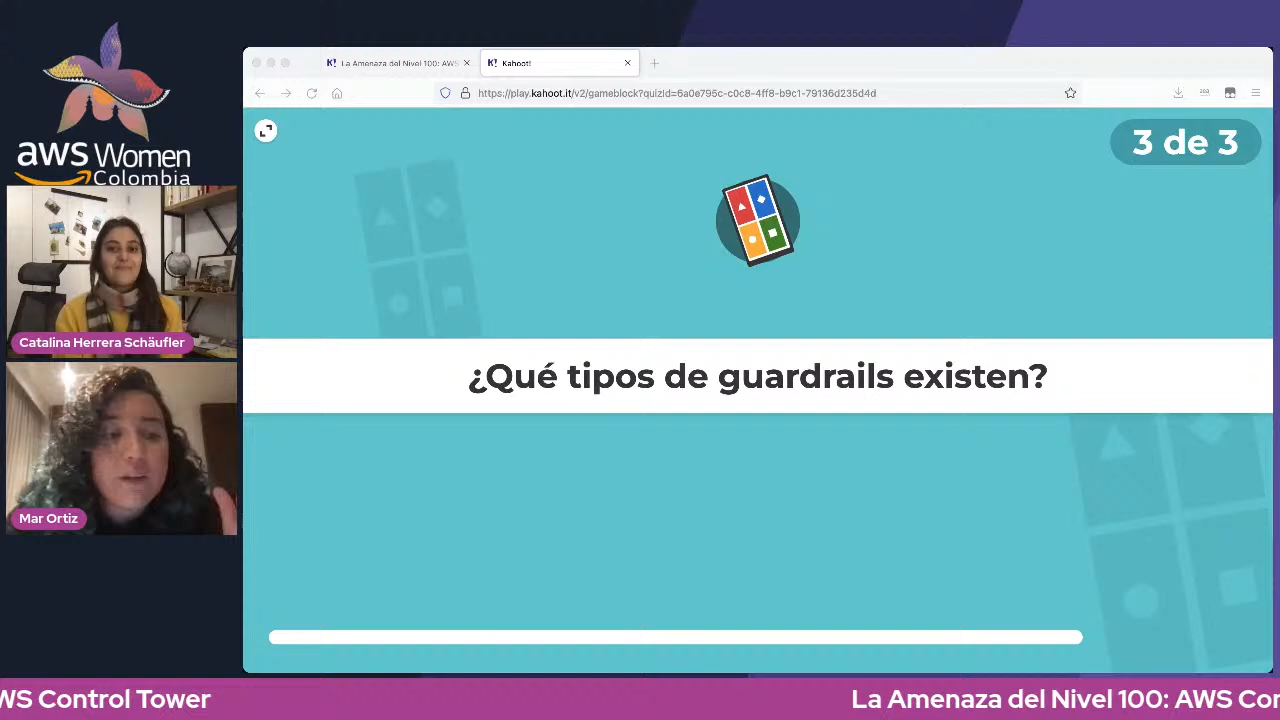 aws Women
Colombia
Catalina Herrera Schäufler
Mar Ortiz
K! La Amenaza del Nivel 100: AWS
K! Kahoot!
https://play.kahoot.it/v2/gameblock?quizId=6a0e795c-c0c8-4ff8-b9c1-79136d235d4d
3 de 3
¿Qué tipos de guardrails existen?
WS Control Tower
La Amenaza del Nivel 100: AWS Con